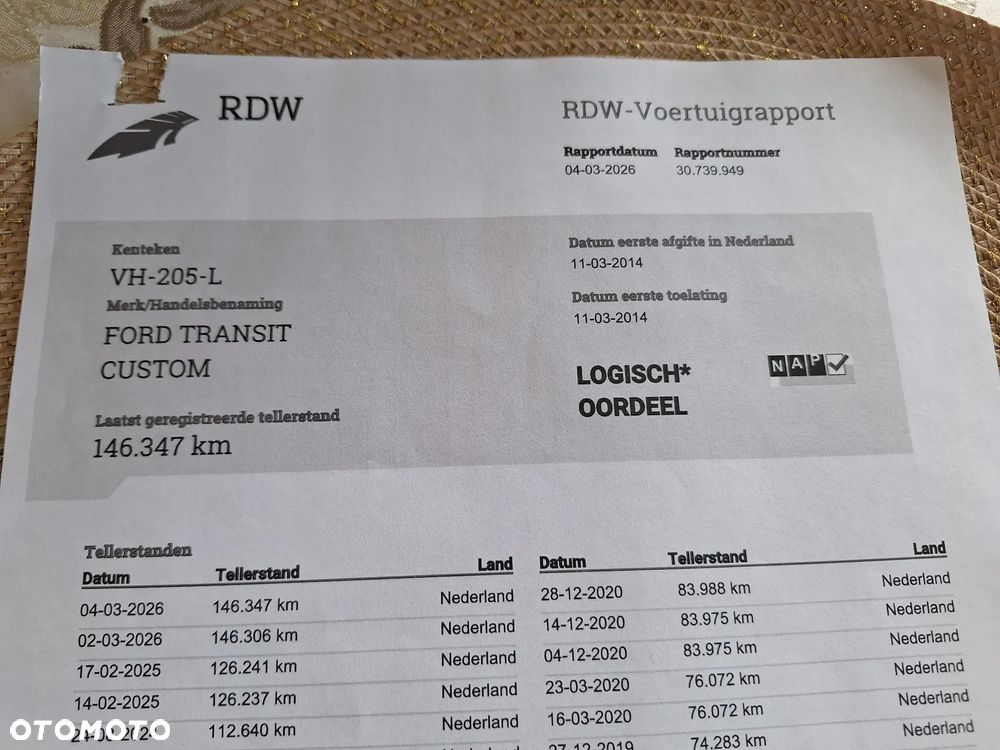 RDW
RDW-Voertuigrapport
Rapportdatum Rapportnummer
04-03-2026 30.739.949
Kenteken
VH-205-L
Merk/Handelsbenaming
FORD TRANSIT
CUSTOM
Laatst geregistreerde tellerstand
146.347 km
Datum eerste afgifte in Nederland
11-03-2014
Datum eerste toelating
11-03-2014
LOGISCH*
OORDEEL
NAP
Tellerstanden
Datum Tellerstand Land
04-03-2026 146.347 km Nederland
02-03-2026 146.306 km Nederland
17-02-2025 126.241 km Nederland
14-02-2025 126.237 km Nederland
112.640 km Nederland
Datum Tellerstand Land
28-12-2020 83.988 km Nederland
14-12-2020 83.975 km Nederland
04-12-2020 83.975 km Nederland
23-03-2020 76.072 km Nederland
16-03-2020 76.072 km Nederland
27-12-2019 74.283 km Nederland
OTOMOTO